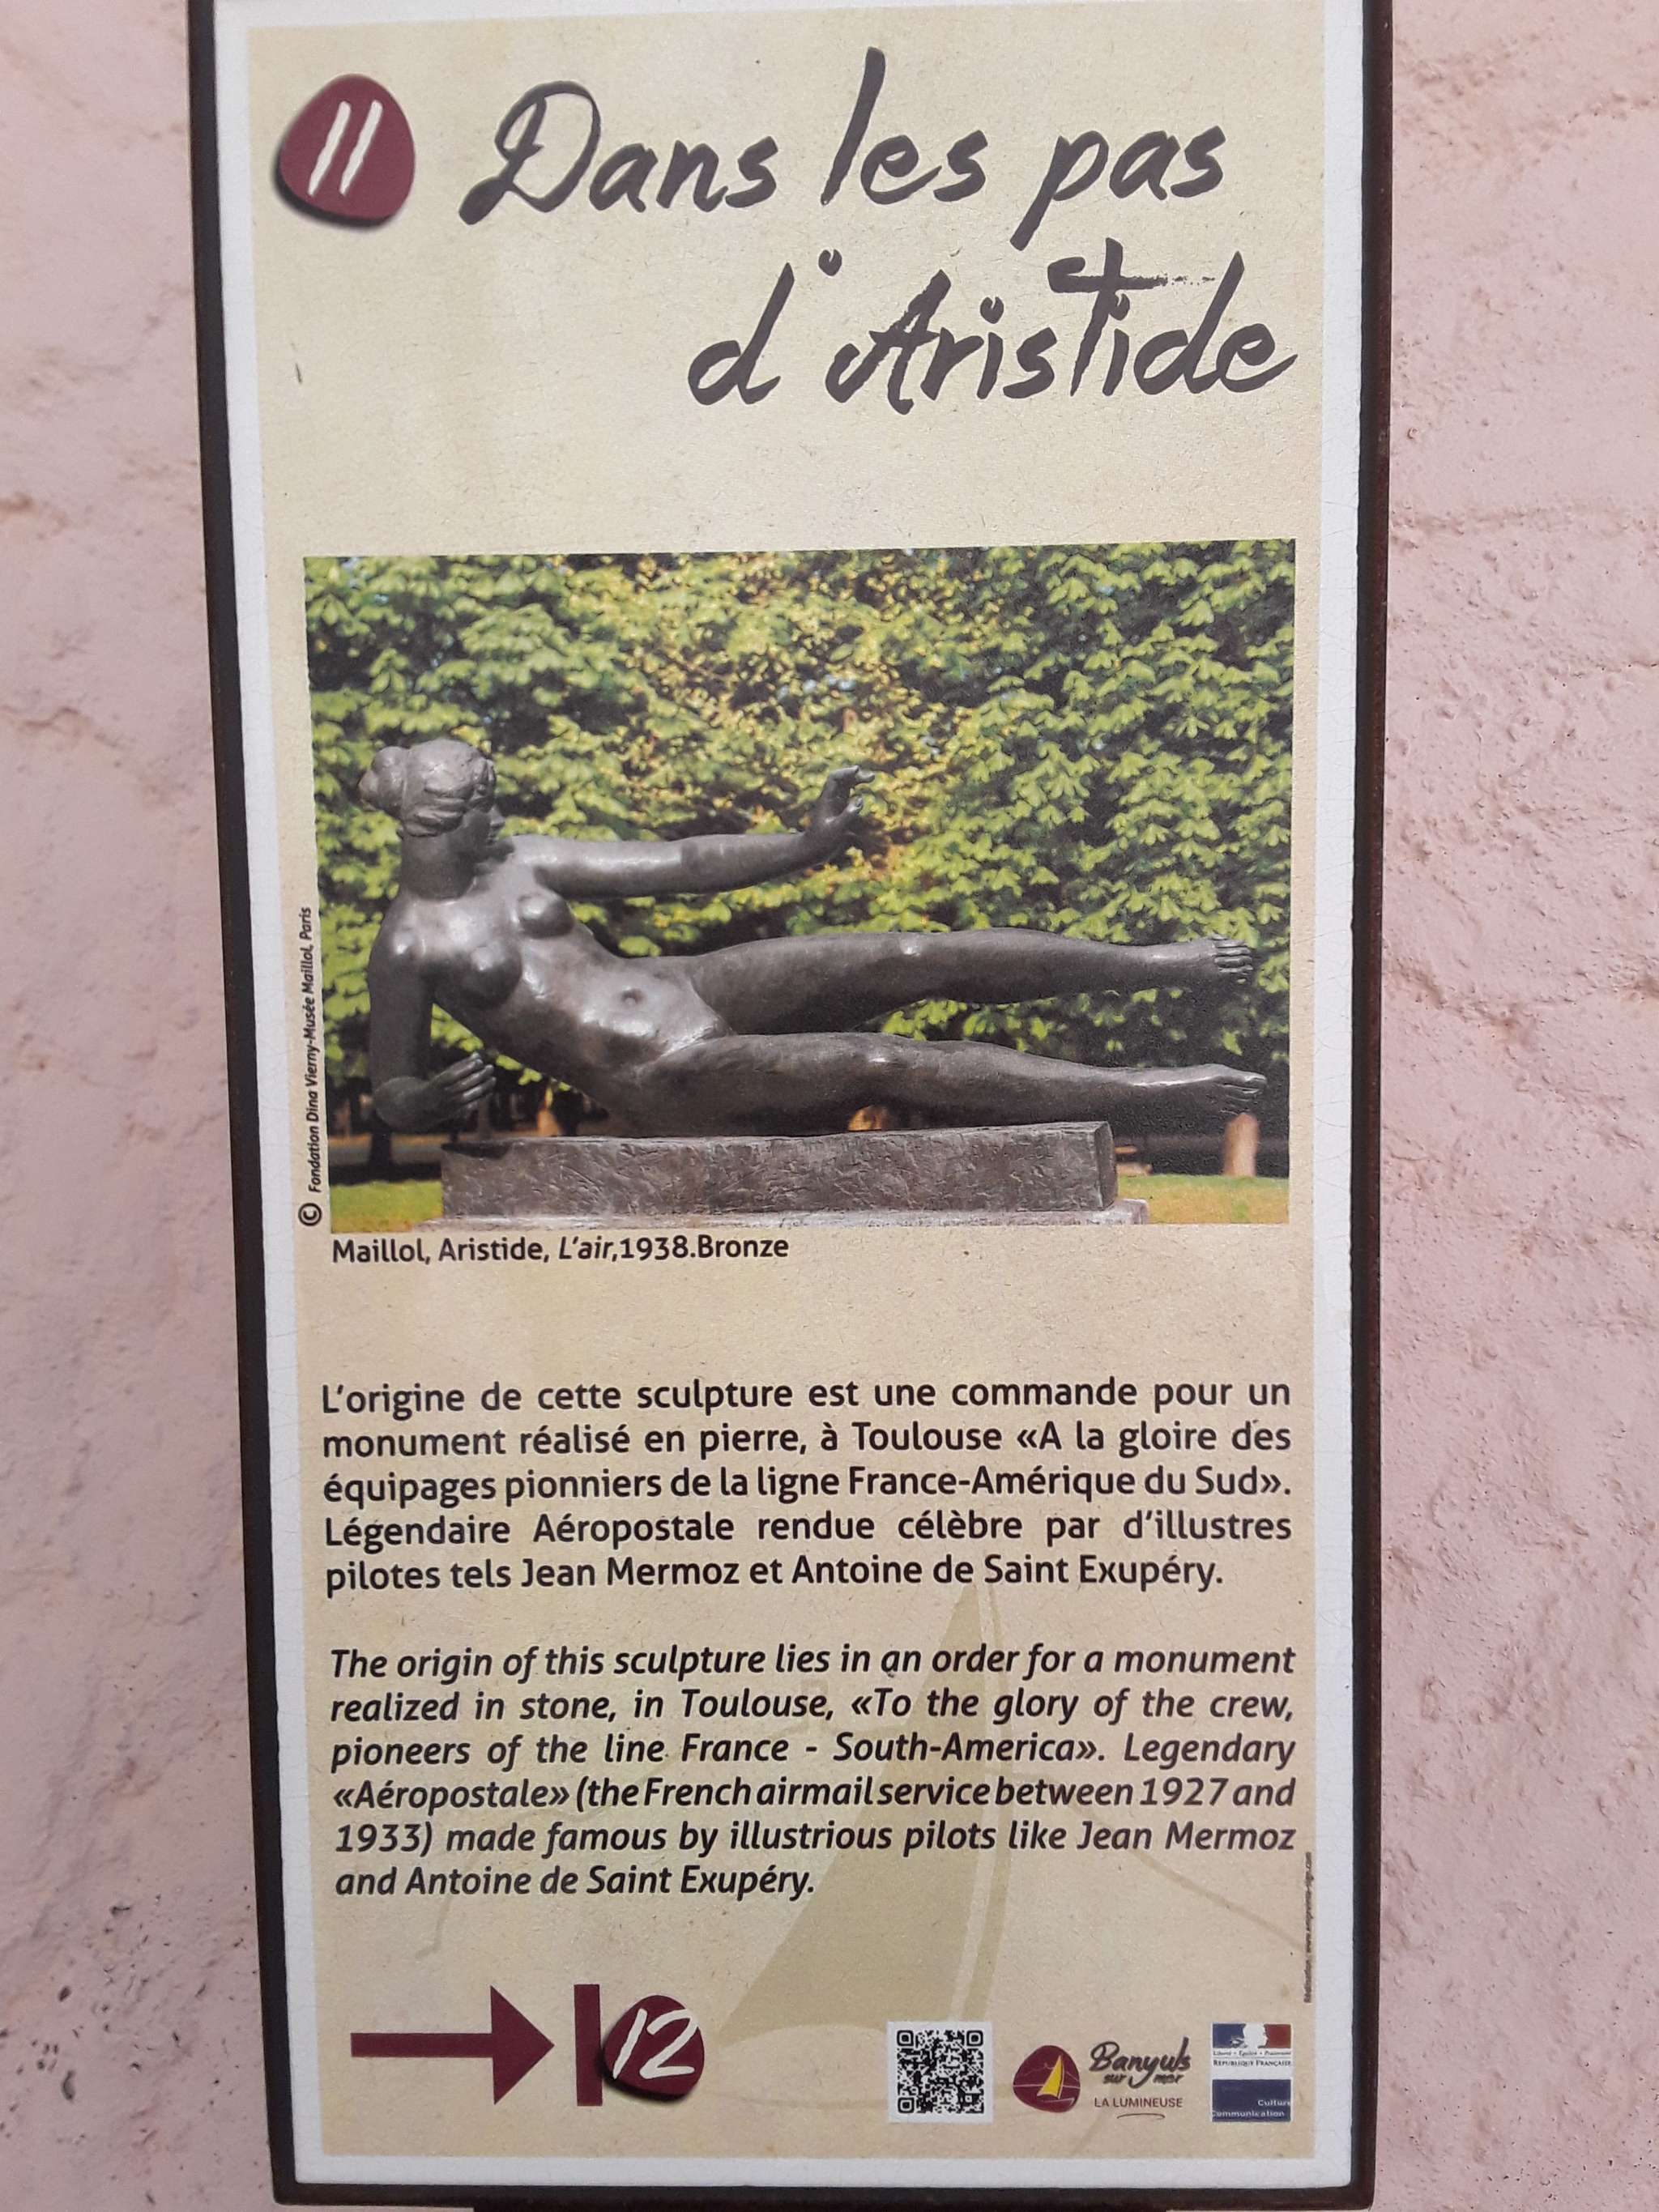 11
Dans les pas
d'Aristide
© Fondation Dina Vierny-Musée Maillol, Paris
Maillol, Aristide, L'air,1938.Bronze
L'origine de cette sculpture est une commande pour un
monument réalisé en pierre, à Toulouse «A la gloire des
équipages pionniers de la ligne France-Amérique du Sud».
Légendaire Aéropostale rendue célèbre par d'illustres
pilotes tels Jean Mermoz et Antoine de Saint Exupéry.
The origin of this sculpture lies in an order for a monument
realized in stone, in Toulouse, «To the glory of the crew,
pioneers of the line France - South-America». Legendary
«Aéropostale» (the French airmail service between 1927 and
1933) made famous by illustrious pilots like Jean Mermoz
and Antoine de Saint Exupéry.
12
Banyuls
sur mer
LA LUMINEUSE
Liberté • Égalité • Fraternité
RÉPUBLIQUE FRANÇAISE
Culture
Communication